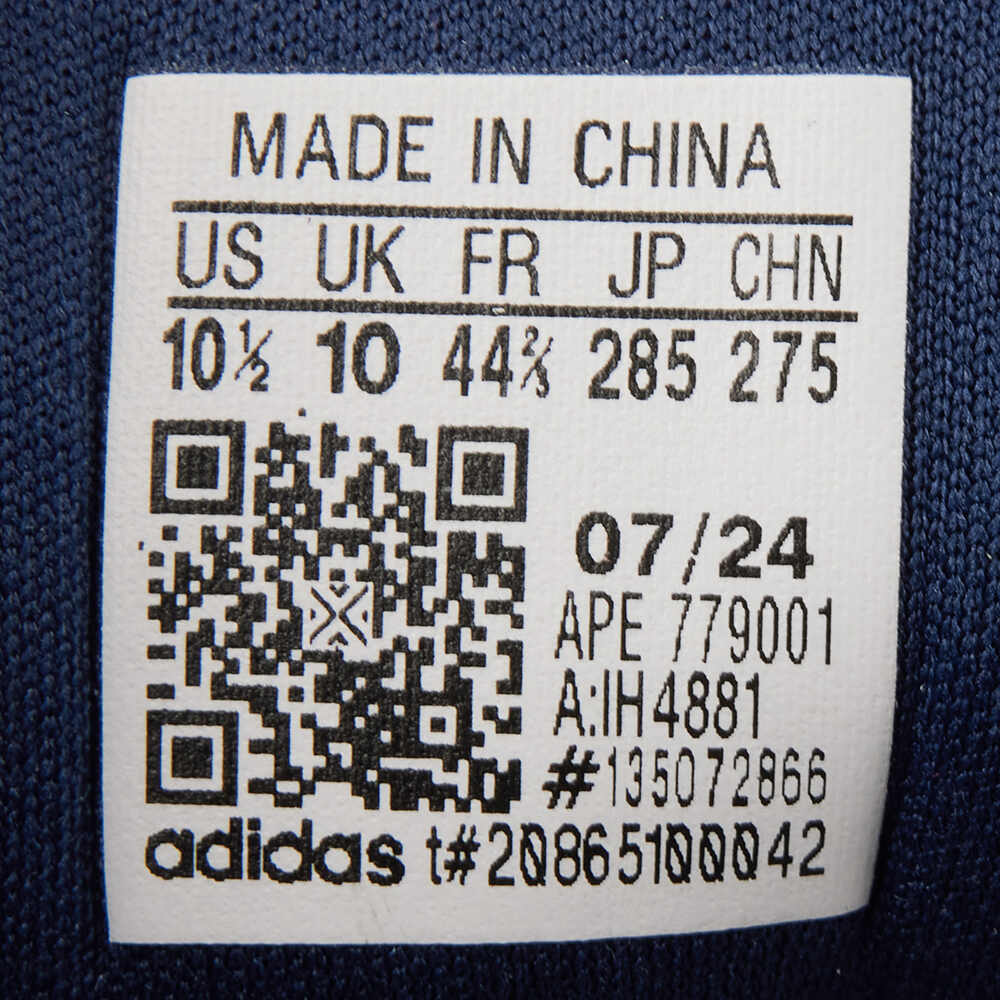 MADE IN CHINA
US UK FR JP CHN
10½ 10 44⅔ 285 275
07/24
APE 779001
A:IH4881
#135072866
adidas t#20865100042